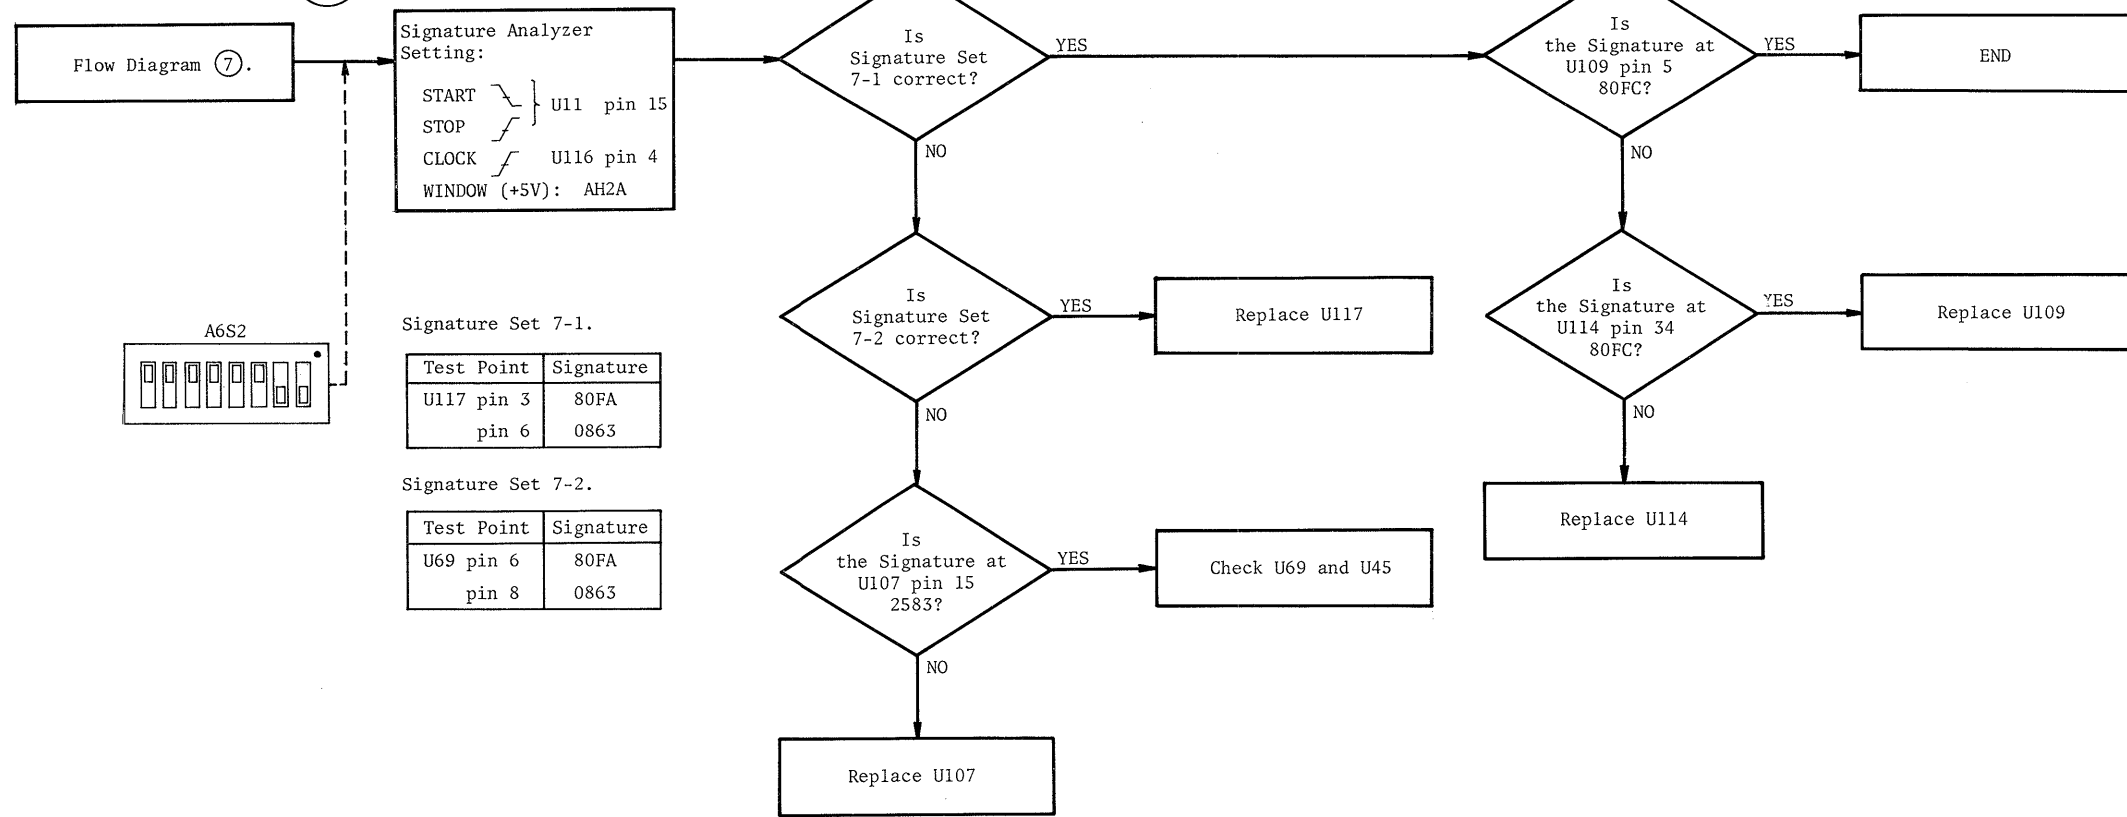 Flow Diagram 7.
Signature Analyzer
Setting:
START
U11 pin 15
STOP
CLOCK U116 pin 4
WINDOW (+5V): AH2A
Is
Signature Set
7-1 correct?
YES
NO
Is
the Signature at
U109 pin 5
80FC?
YES
NO
END
Is
Signature Set
7-2 correct?
YES
NO
Replace U117
Is
the Signature at
U114 pin 34
80FC?
YES
NO
Replace U109
Replace U114
A6S2
Signature Set 7-1.
Test Point Signature
U117 pin 3 80FA
pin 6 0863
Signature Set 7-2.
Test Point Signature
U69 pin 6 80FA
pin 8 0863
Is
the Signature at
U107 pin 15
2583?
YES
NO
Check U69 and U45
Replace U107